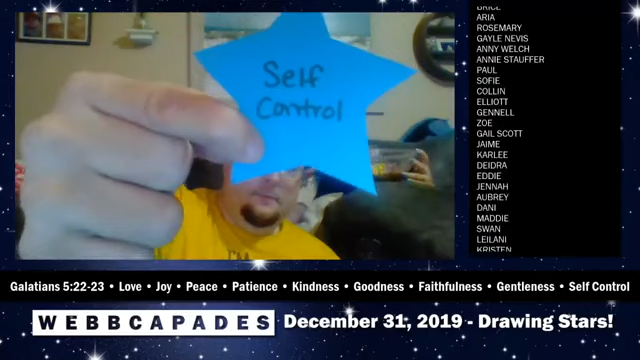 Self
Control
BRICE
ARIA
ROSEMARY
GAYLE NEVIS
ANNY WELCH
ANNIE STAUFFER
PAUL
SOFIE
COLLIN
ELLIOTT
GENNELL
ZOE
GAIL SCOTT
JAIME
KARLEE
DEIDRA
EDDIE
JENNAH
AUBREY
DANI
MADDIE
SWAN
LEILANI
KRISTEN
Galatians 5:22-23 • Love • Joy • Peace • Patience • Kindness • Goodness • Faithfulness • Gentleness • Self Control
WEBBCAPADES December 31, 2019 - Drawing Stars!